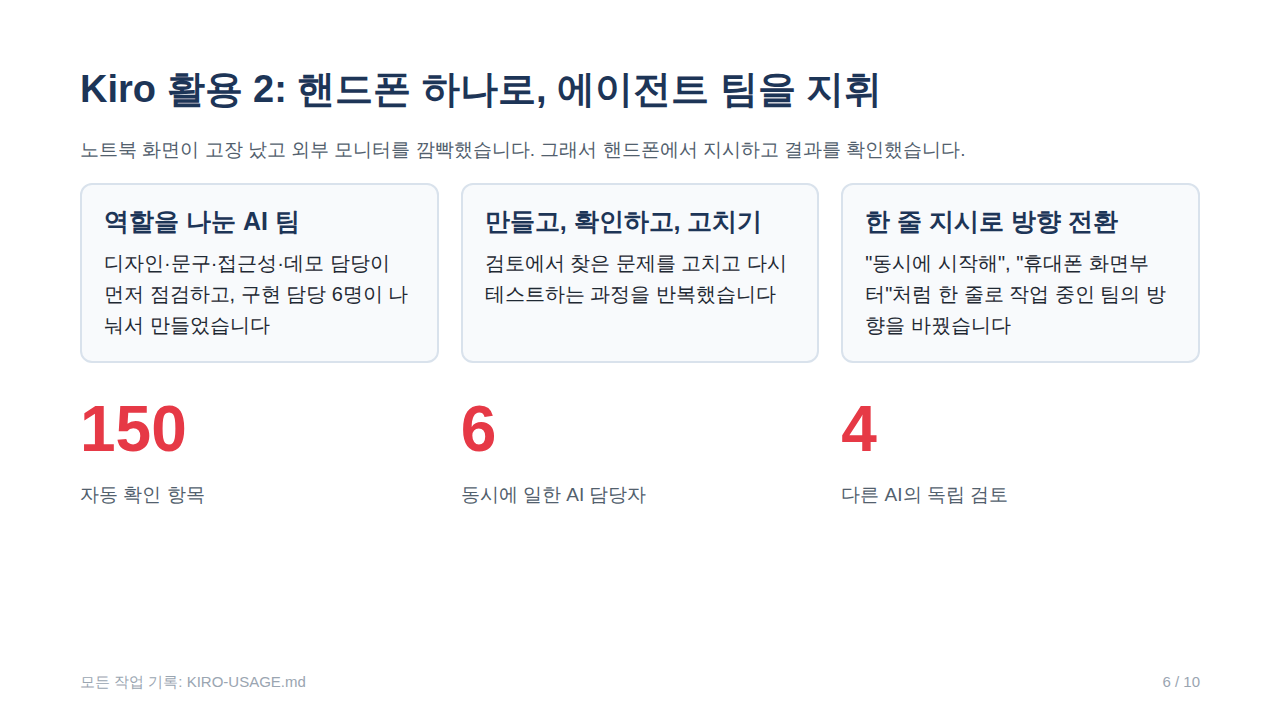 Kiro 활용 2: 핸드폰 하나로, 에이전트 팀을 지휘
노트북 화면이 고장 났고 외부 모니터를 깜빡했습니다. 그래서 핸드폰에서 지시하고 결과를 확인했습니다.
역할을 나눈 AI 팀
디자인·문구·접근성·데모 담당이
먼저 점검하고, 구현 담당 6명이 나
눠서 만들었습니다
만들고, 확인하고, 고치기
검토에서 찾은 문제를 고치고 다시
테스트하는 과정을 반복했습니다
한 줄 지시로 방향 전환
"동시에 시작해", "휴대폰 화면부
터"처럼 한 줄로 작업 중인 팀의 방
향을 바꿨습니다
150
자동 확인 항목
6
동시에 일한 AI 담당자
4
다른 AI의 독립 검토
모든 작업 기록: KIRO-USAGE.md
6 / 10